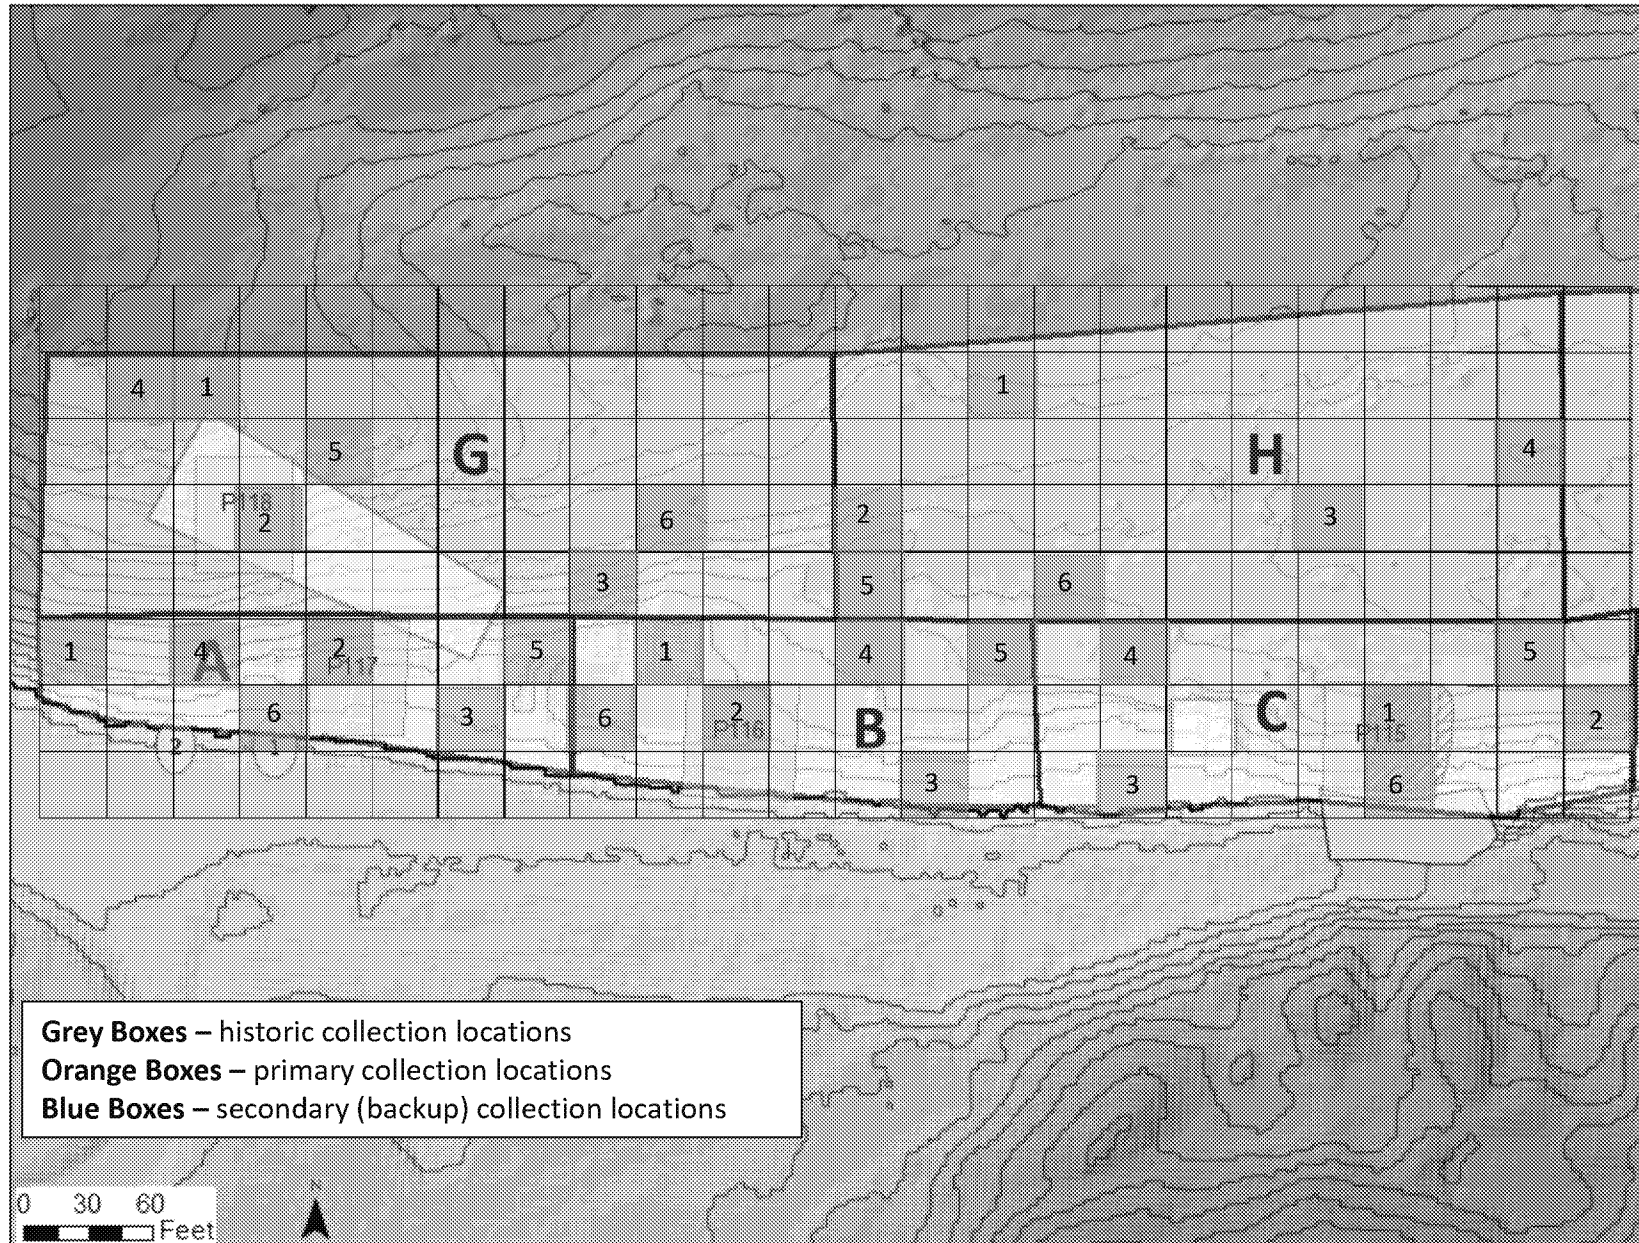 4 1 1
5 G H 4
P118
2 6 2 3
3 5 6
1 4 A 2 5 1 4 5 4 5
P117
6 3 6 2 B C 1 2
P116 P115
2 1
3 3 6
Grey Boxes – historic collection locations
Orange Boxes – primary collection locations
Blue Boxes – secondary (backup) collection locations
0 30 60
Feet
N